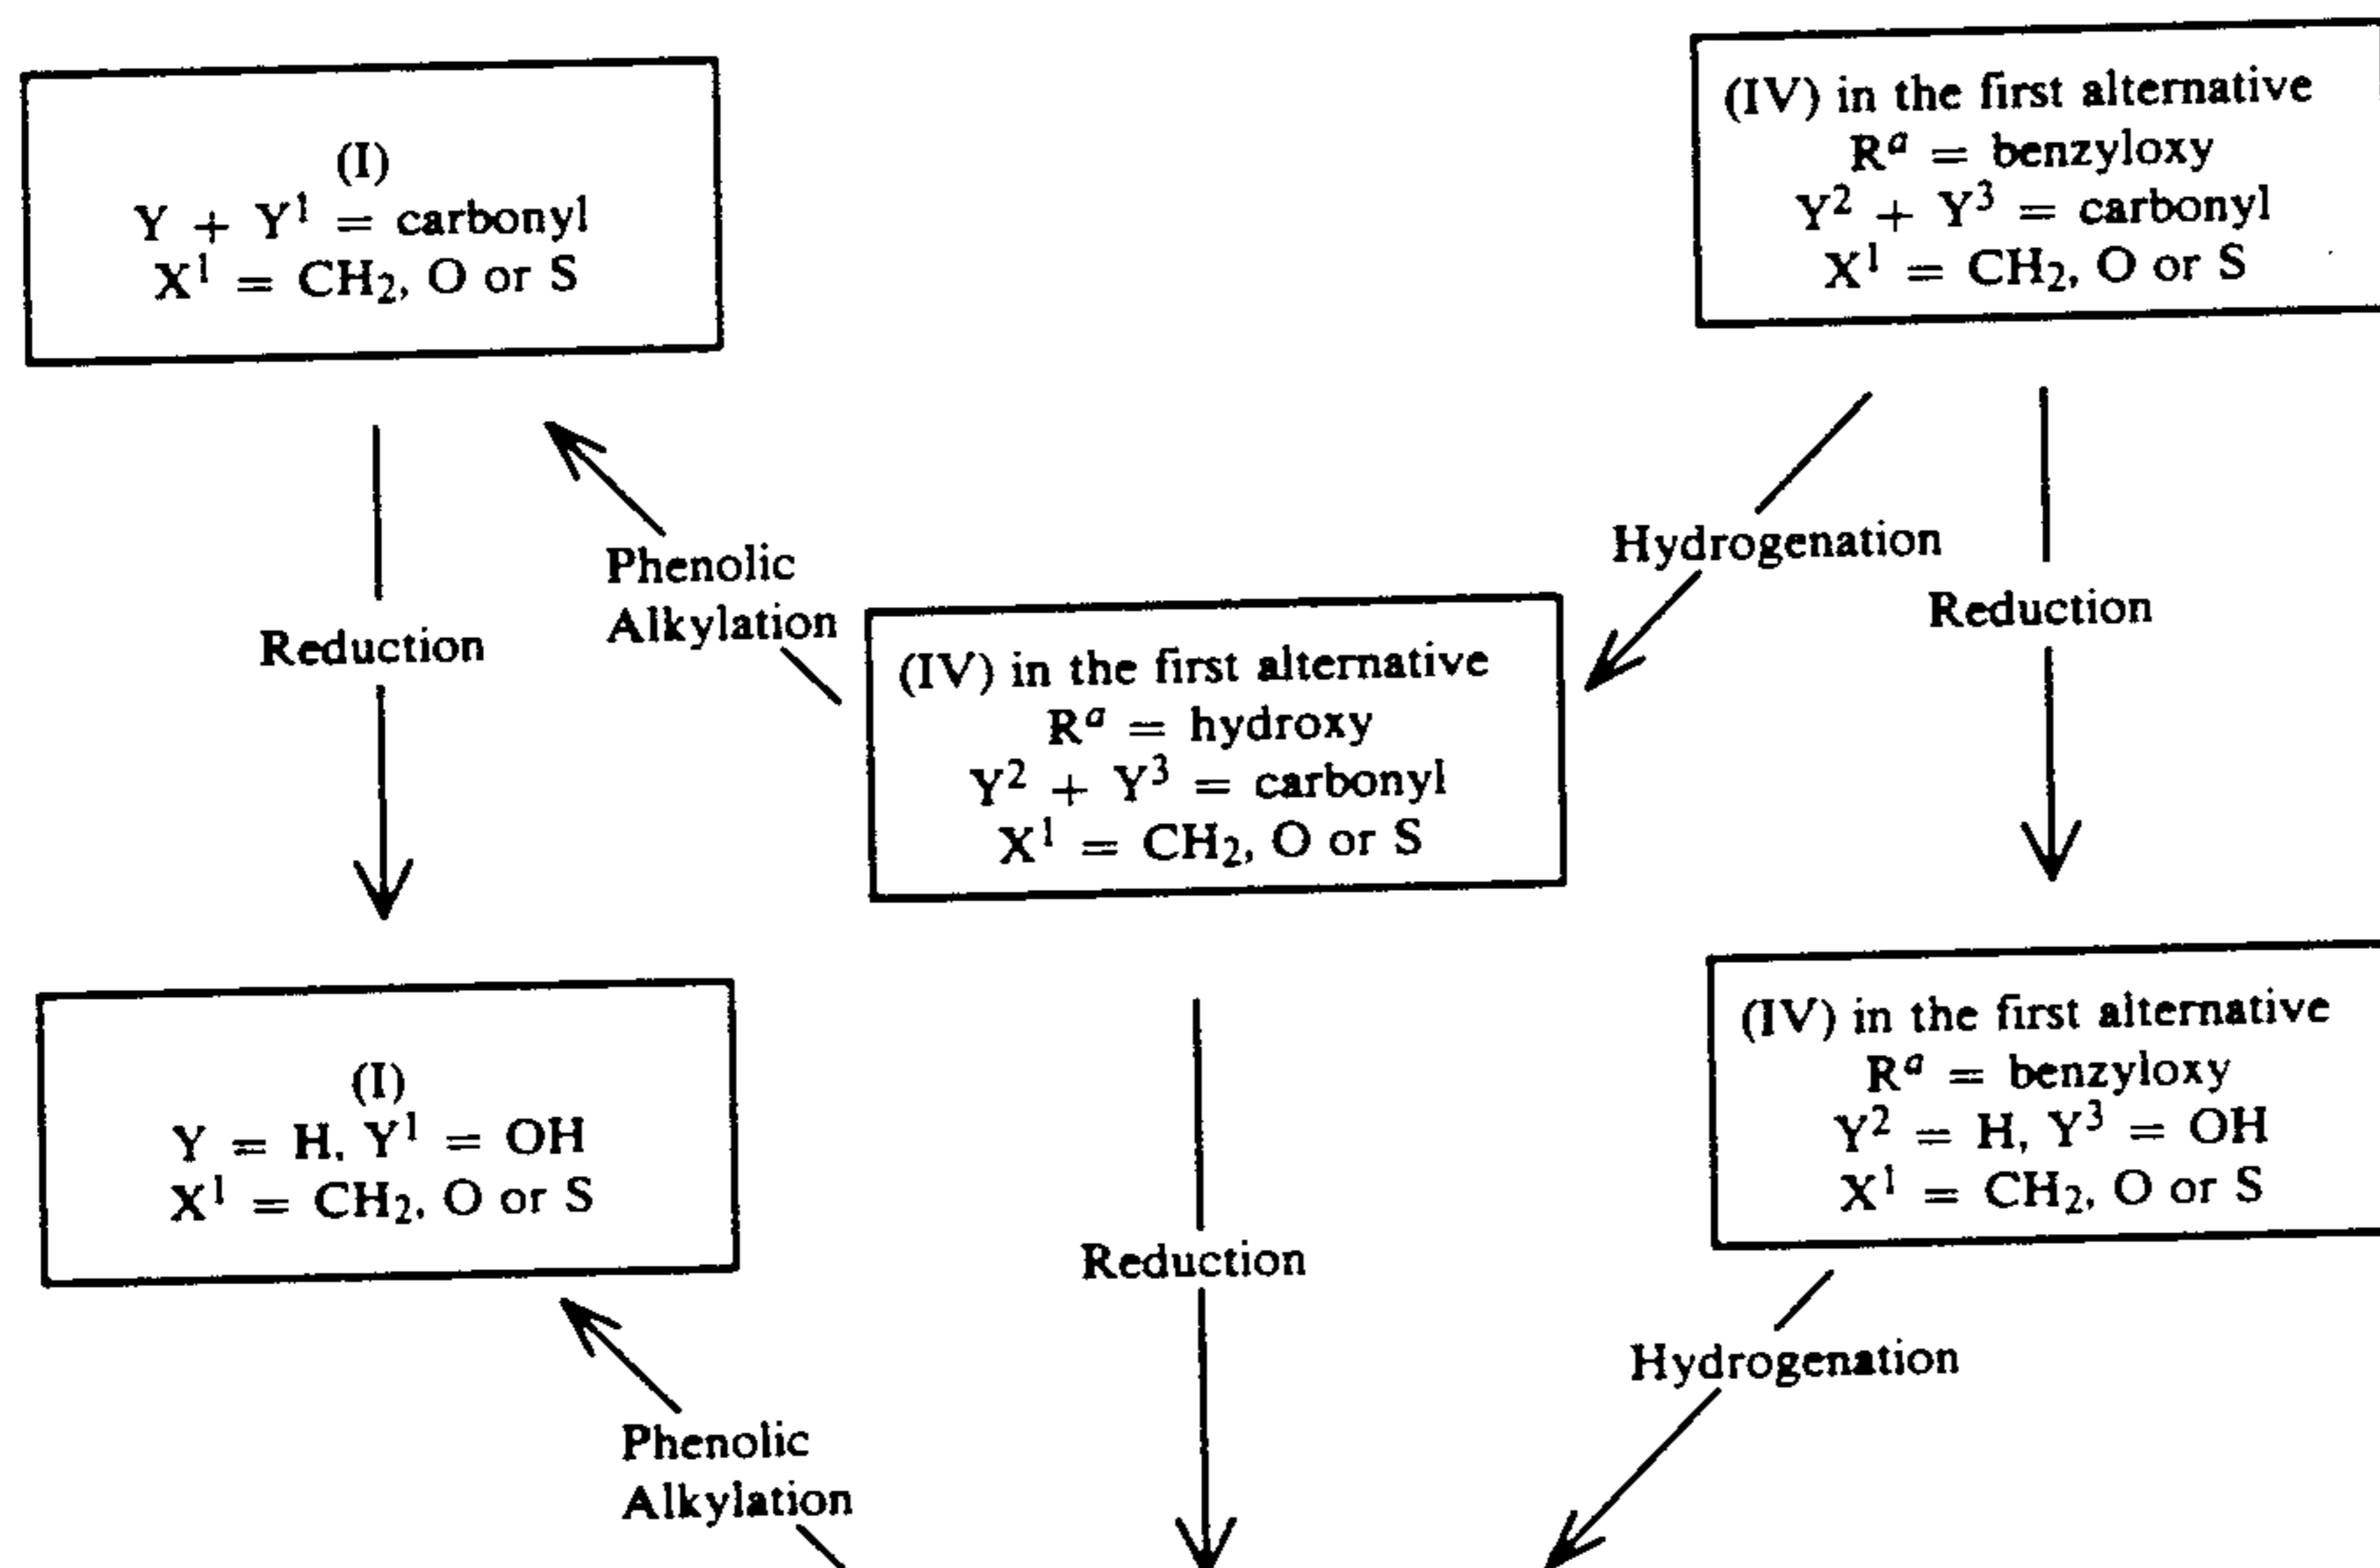 (I)
Y + Y¹ = carbonyl
X¹ = CH₂, O or S
(IV) in the first alternative
Rᵃ = benzyloxy
Y² + Y³ = carbonyl
X¹ = CH₂, O or S
Phenolic
Alkylation
Hydrogenation
Reduction
Reduction
(IV) in the first alternative
Rᵃ = hydroxy
Y² + Y³ = carbonyl
X¹ = CH₂, O or S
(I)
Y = H, Y¹ = OH
X¹ = CH₂, O or S
(IV) in the first alternative
Rᵃ = benzyloxy
Y² = H, Y³ = OH
X¹ = CH₂, O or S
Reduction
Hydrogenation
Phenolic
Alkylation